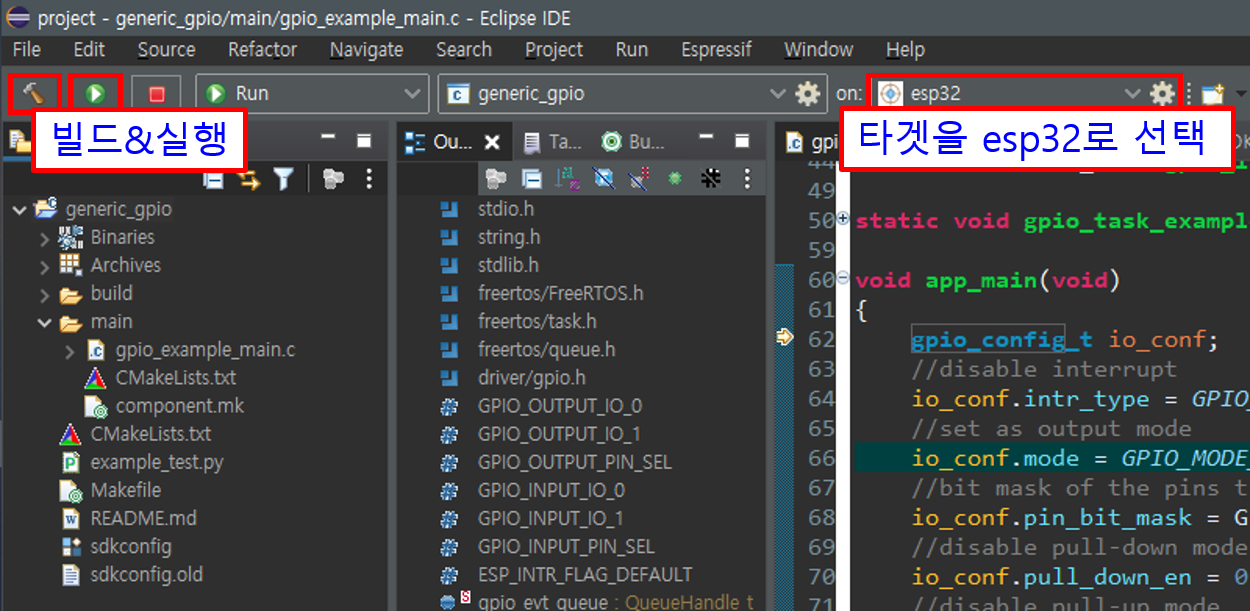 project - generic_gpio/main/gpio_example_main.c - Eclipse IDE
File Edit Source Refactor Navigate Search Project Run Espressif Window Help
Run generic_gpio on: esp32
빌드&실행
타겟을 esp32로 선택
Ou... Ta... Bu... gpi
generic_gpio
Binaries
Archives
build
main
gpio_example_main.c
CMakeLists.txt
component.mk
CMakeLists.txt
example_test.py
Makefile
README.md
sdkconfig
sdkconfig.old
stdio.h
string.h
stdlib.h
freertos/FreeRTOS.h
freertos/task.h
freertos/queue.h
driver/gpio.h
GPIO_OUTPUT_IO_0
GPIO_OUTPUT_IO_1
GPIO_OUTPUT_PIN_SEL
GPIO_INPUT_IO_0
GPIO_INPUT_IO_1
GPIO_INPUT_PIN_SEL
ESP_INTR_FLAG_DEFAULT
gpio_evt_queue : QueueHandle_t
44
49
50 static void gpio_task_exampl
59
60 void app_main(void)
61 {
62 gpio_config_t io_conf;
63 //disable interrupt
64 io_conf.intr_type = GPIO_
65 //set as output mode
66 io_conf.mode = GPIO_MODE_
67 //bit mask of the pins t
68 io_conf.pin_bit_mask = G
69 //disable pull-down mode
70 io_conf.pull_down_en = 0
71 //disable pull-up mode